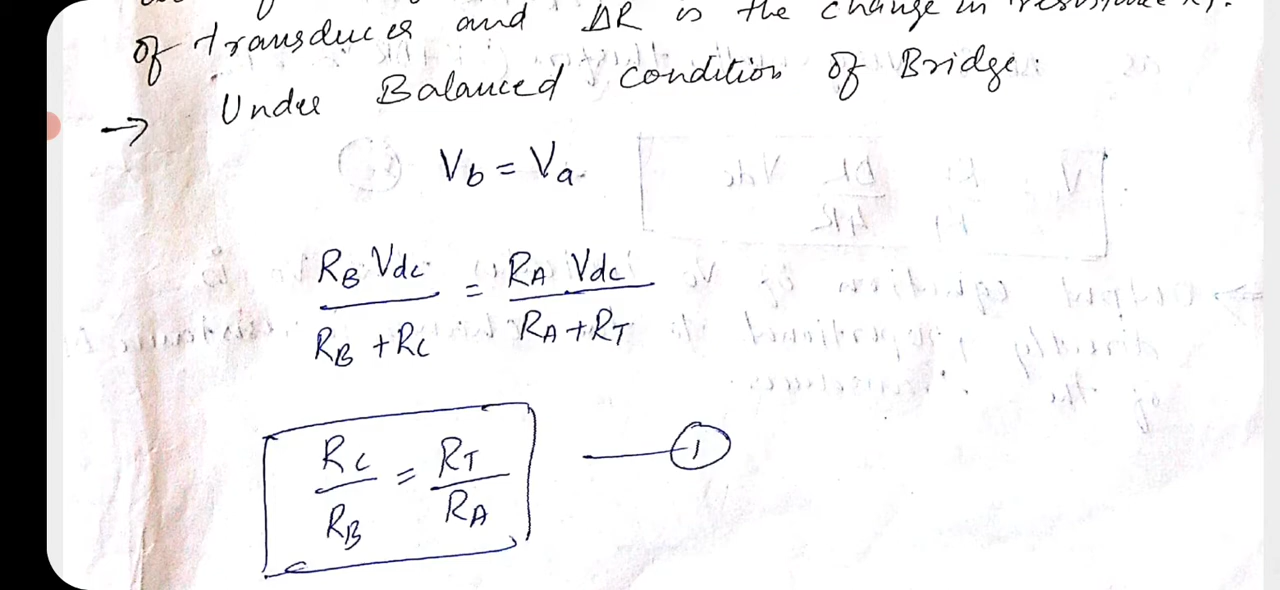 of transducer and ΔR is the change in
→ Under Balanced condition of Bridge:
Vb = Va.
RB Vdc / RB + RC = RA Vdc / RA + RT
RC / RB = RT / RA —— 1